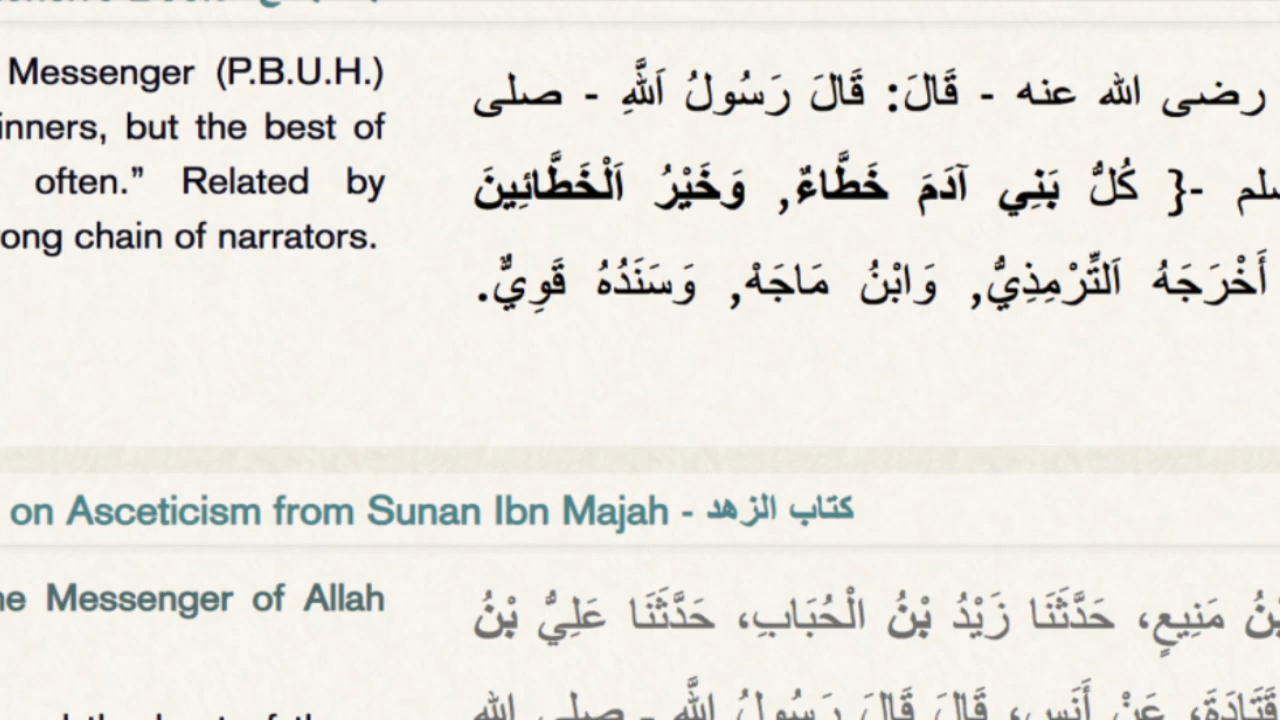 Messenger (P.B.U.H.)
inners, but the best of
often.” Related by
ong chain of narrators.
رضى الله عنه - قَالَ: قَالَ رَسُولُ اَللَّهِ - صلى
-{ كُلُّ بَنِي آدَمَ خَطَّاءٌ, وَخَيْرُ اَلْخَطَّائِينَ
أَخْرَجَهُ اَلتِّرْمِذِيُّ, وَابْنُ مَاجَهْ, وَسَنَدُهُ قَوِيٌّ.
on Asceticism from Sunan Ibn Majah - كتاب الزهد
Messenger of Allah
مَنِيعٍ، حَدَّثَنَا زَيْدُ بْنُ الْحُبَابِ، حَدَّثَنَا عَلِيُّ بْنُ
قَتَادَةَ، عَنْ أَنَسٍ، قَالَ قَالَ رَسُولُ اللَّهِ ـ صلى الله